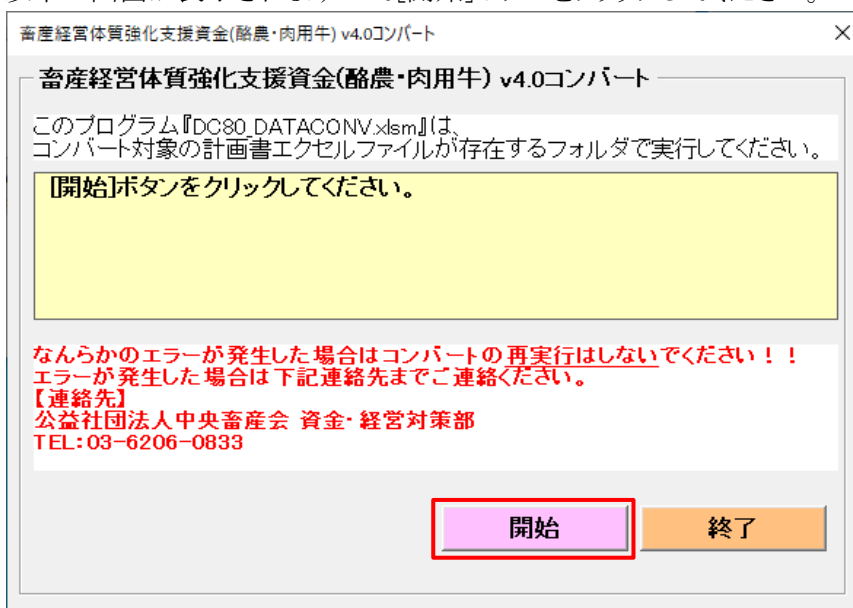 畜産経営体質強化支援資金(酪農・肉用牛) v4.0コンバート
畜産経営体質強化支援資金(酪農・肉用牛) v4.0コンバート
このプログラム『DC80_DATACONV.xlsm』は、
コンバート対象の計画書エクセルファイルが存在するフォルダで実行してください。
[開始]ボタンをクリックしてください。
なんらかのエラーが発生した場合はコンバートの再実行はしないでください!!
エラーが発生した場合は下記連絡先までご連絡ください。
【連絡先】
公益社団法人中央畜産会 資金・経営対策部
TEL:03-6206-0833
開始
終了